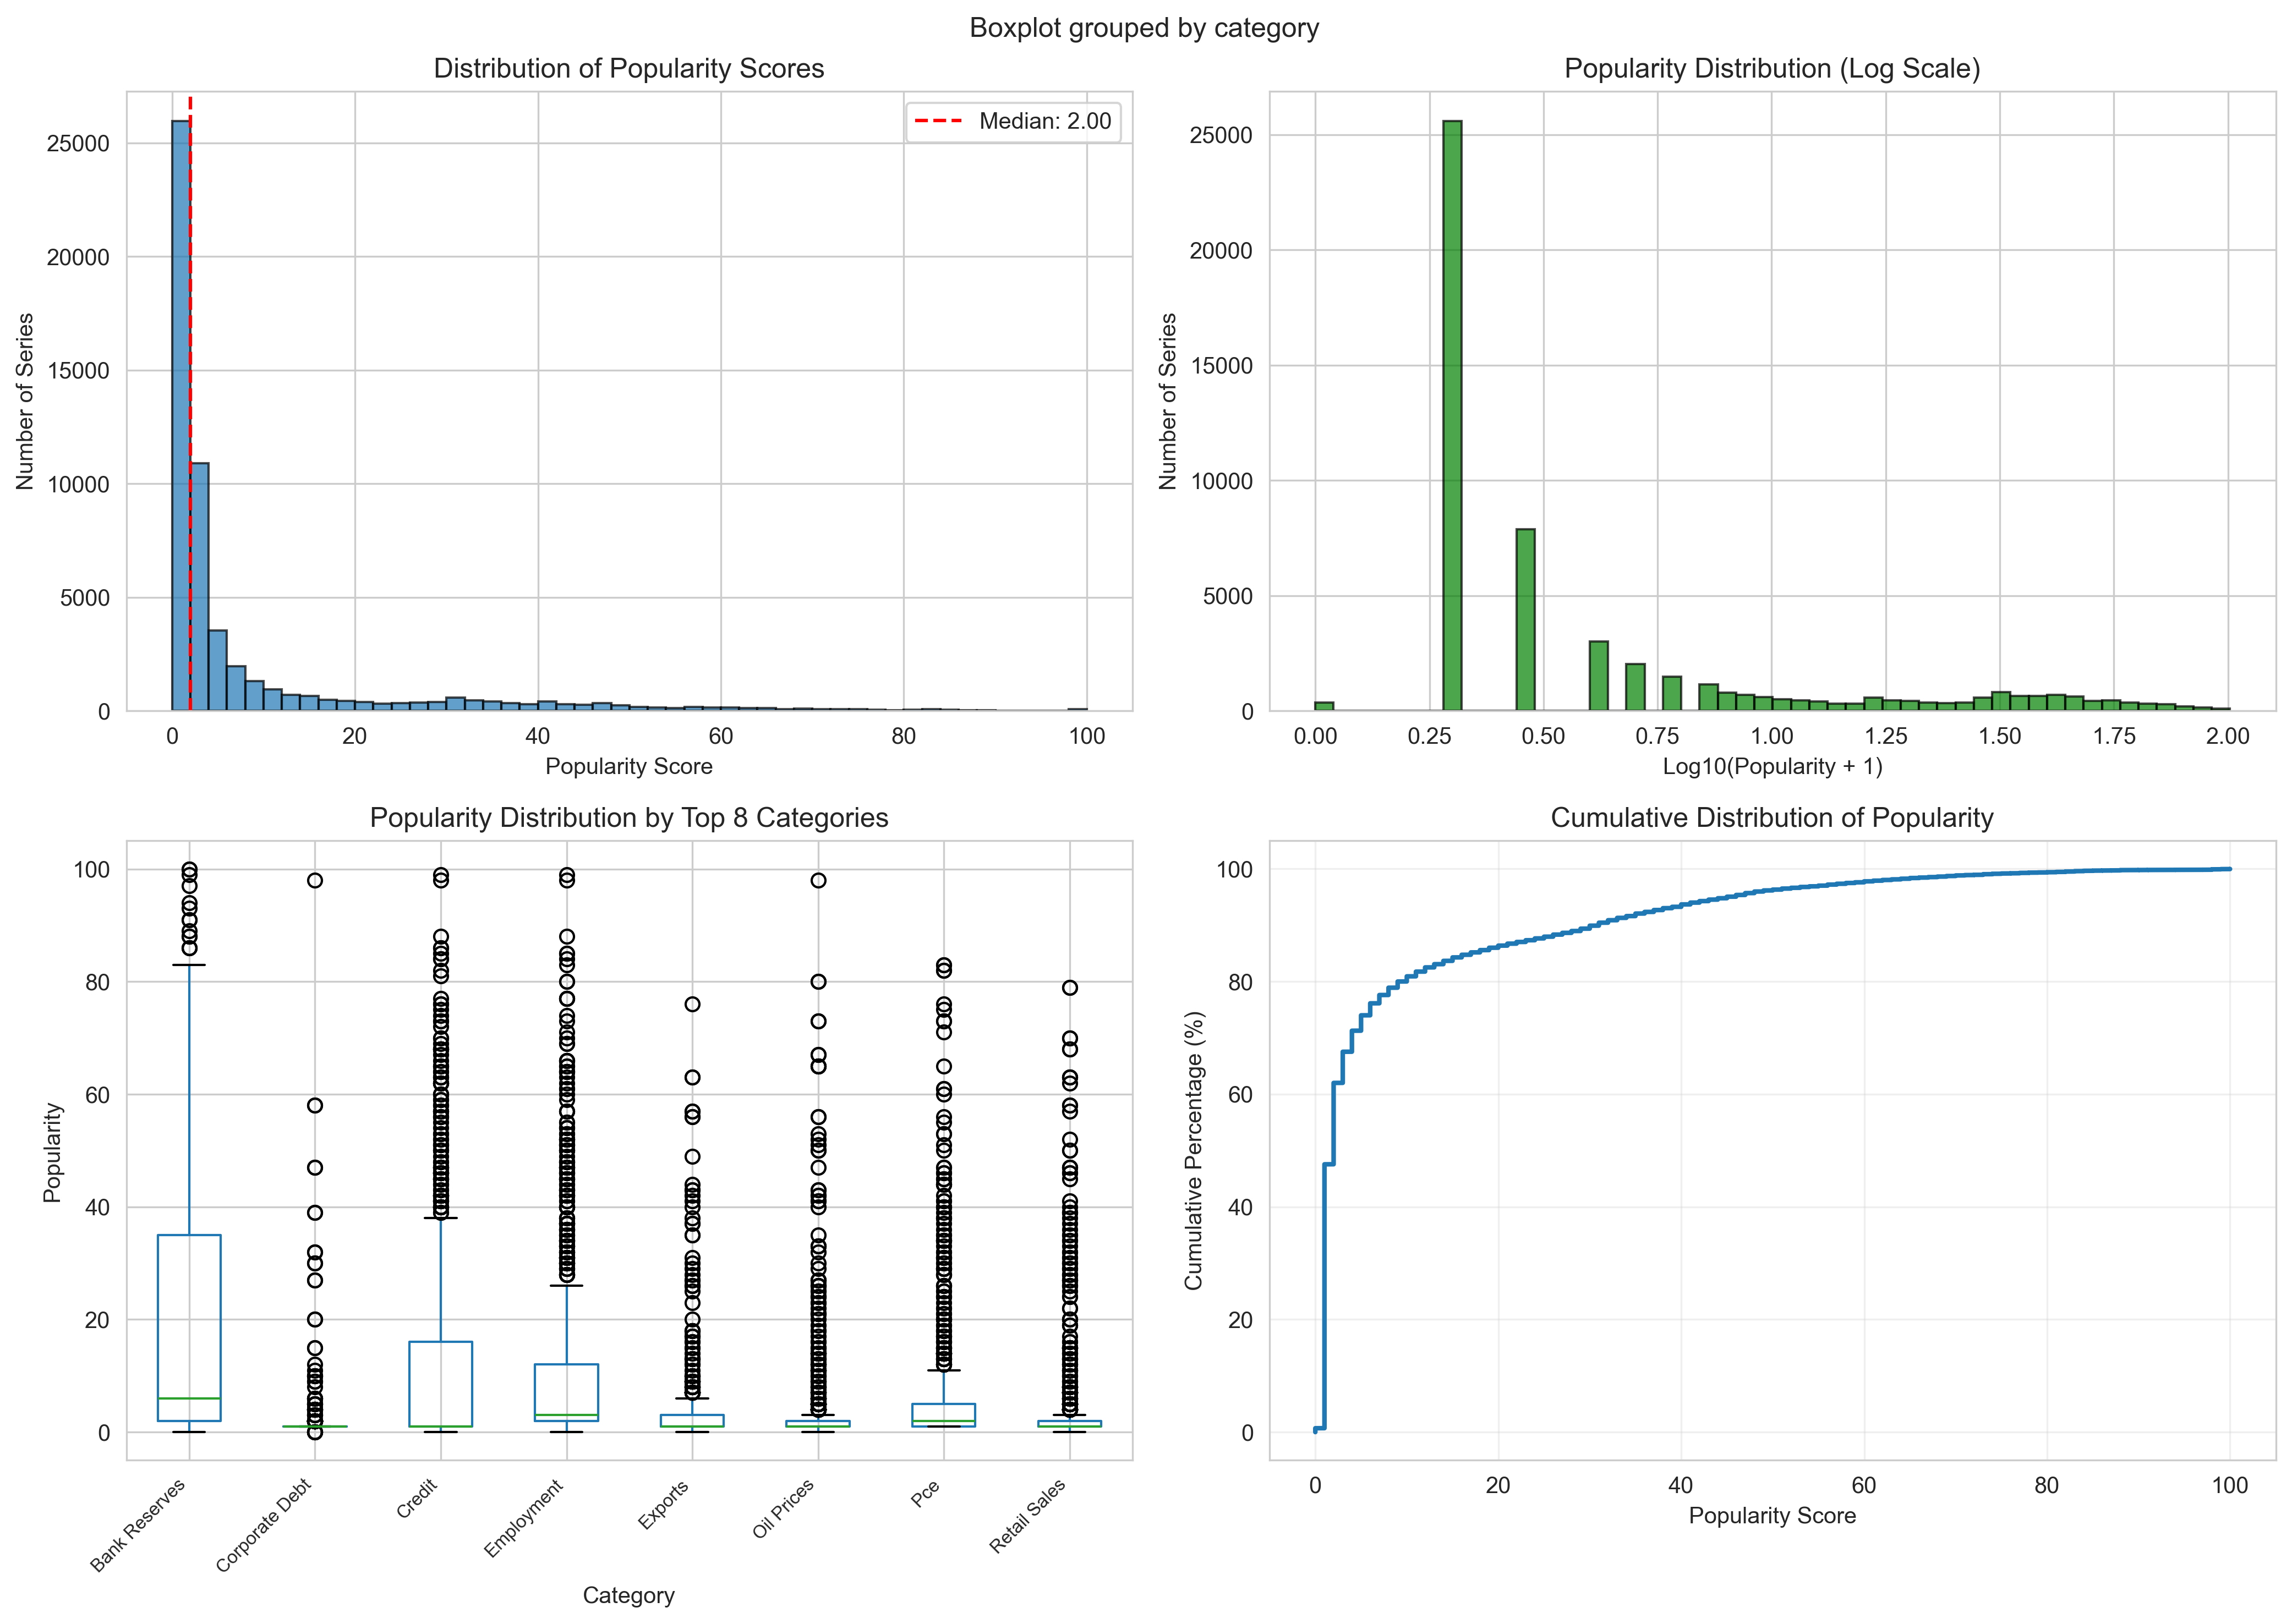 Boxplot grouped by category
Distribution of Popularity Scores
Number of Series
25000
20000
15000
10000
5000
0
0 20 40 60 80 100
Popularity Score
Median: 2.00
Popularity Distribution (Log Scale)
Number of Series
25000
20000
15000
10000
5000
0
0.00 0.25 0.50 0.75 1.00 1.25 1.50 1.75 2.00
Log10(Popularity + 1)
Popularity Distribution by Top 8 Categories
Popularity
100
80
60
40
20
0
Bank Reserves
Corporate Debt
Credit
Employment
Exports
Oil Prices
Pce
Retail Sales
Category
Cumulative Distribution of Popularity
Cumulative Percentage (%)
100
80
60
40
20
0
0 20 40 60 80 100
Popularity Score